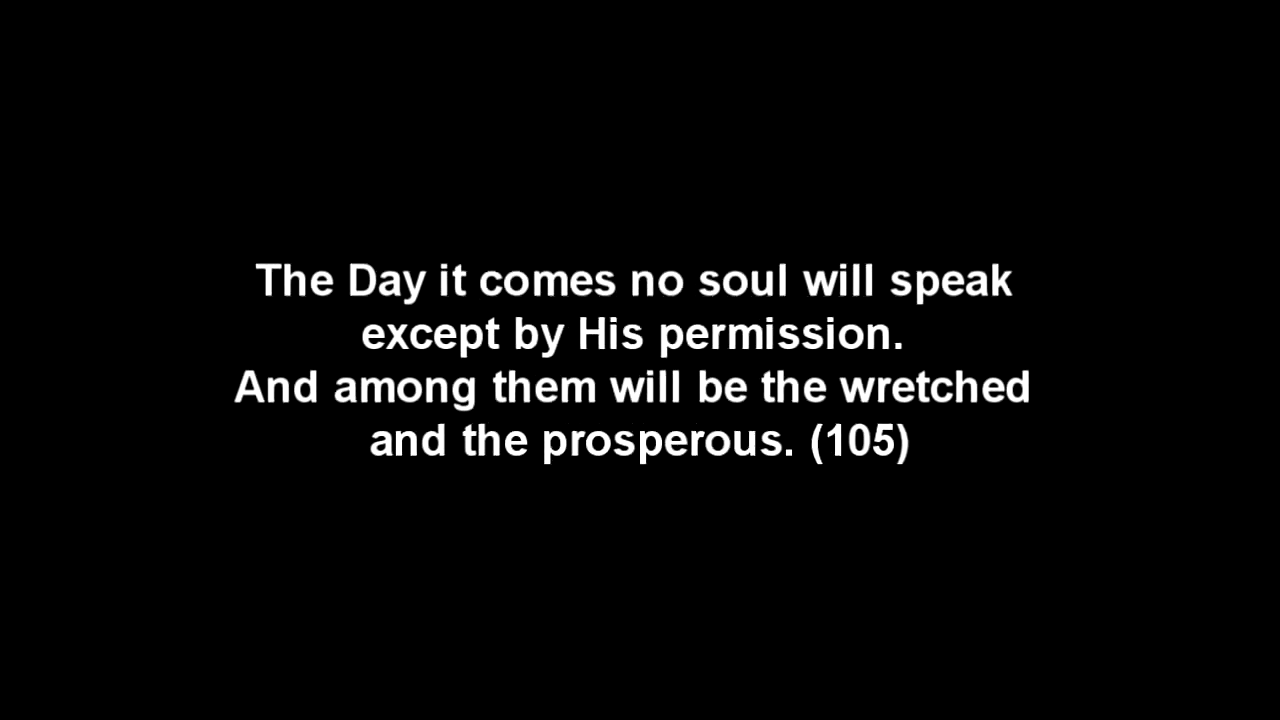 The Day it comes no soul will speak
except by His permission.
And among them will be the wretched
and the prosperous. (105)